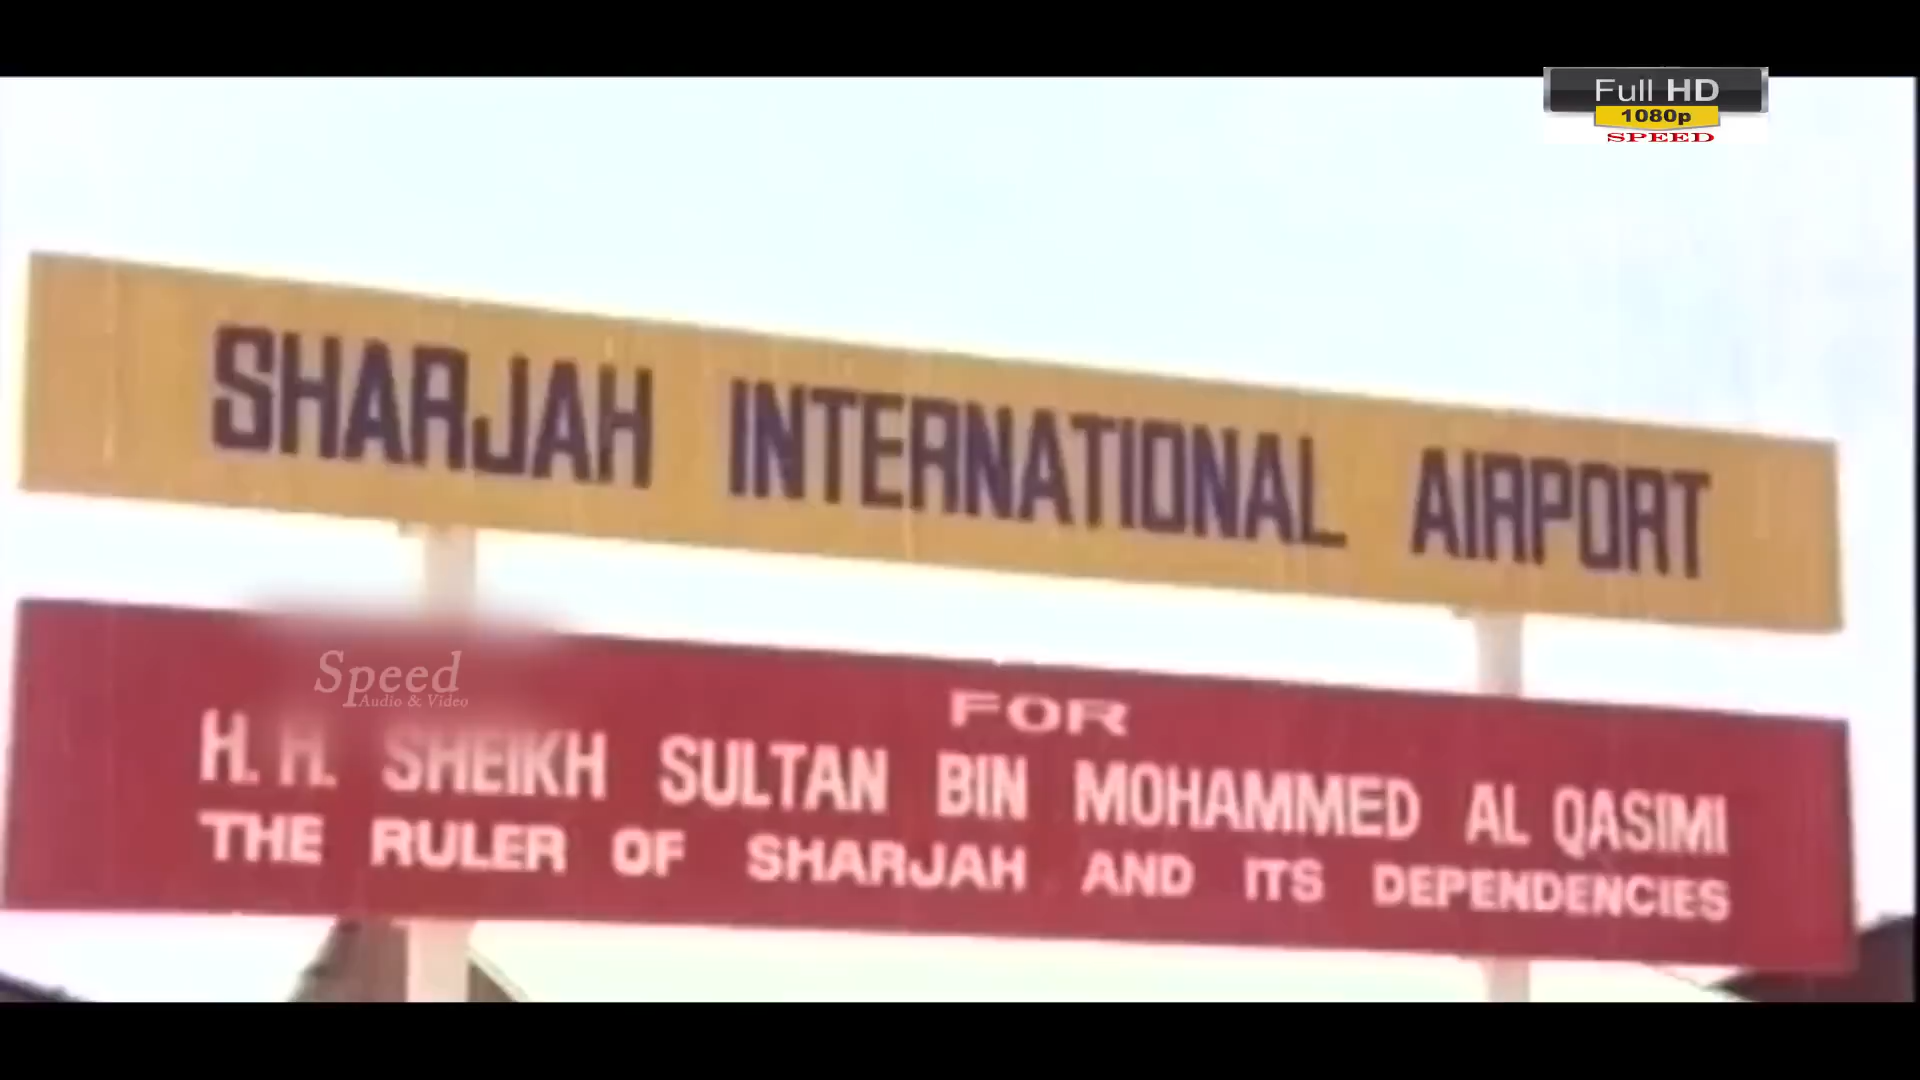 Full HD
1080p
SPEED
SHARJAH INTERNATIONAL AIRPORT
Speed
Audio & Video
FOR
H. H. SHEIKH SULTAN BIN MOHAMMED AL QASIMI
THE RULER OF SHARJAH AND ITS DEPENDENCIES